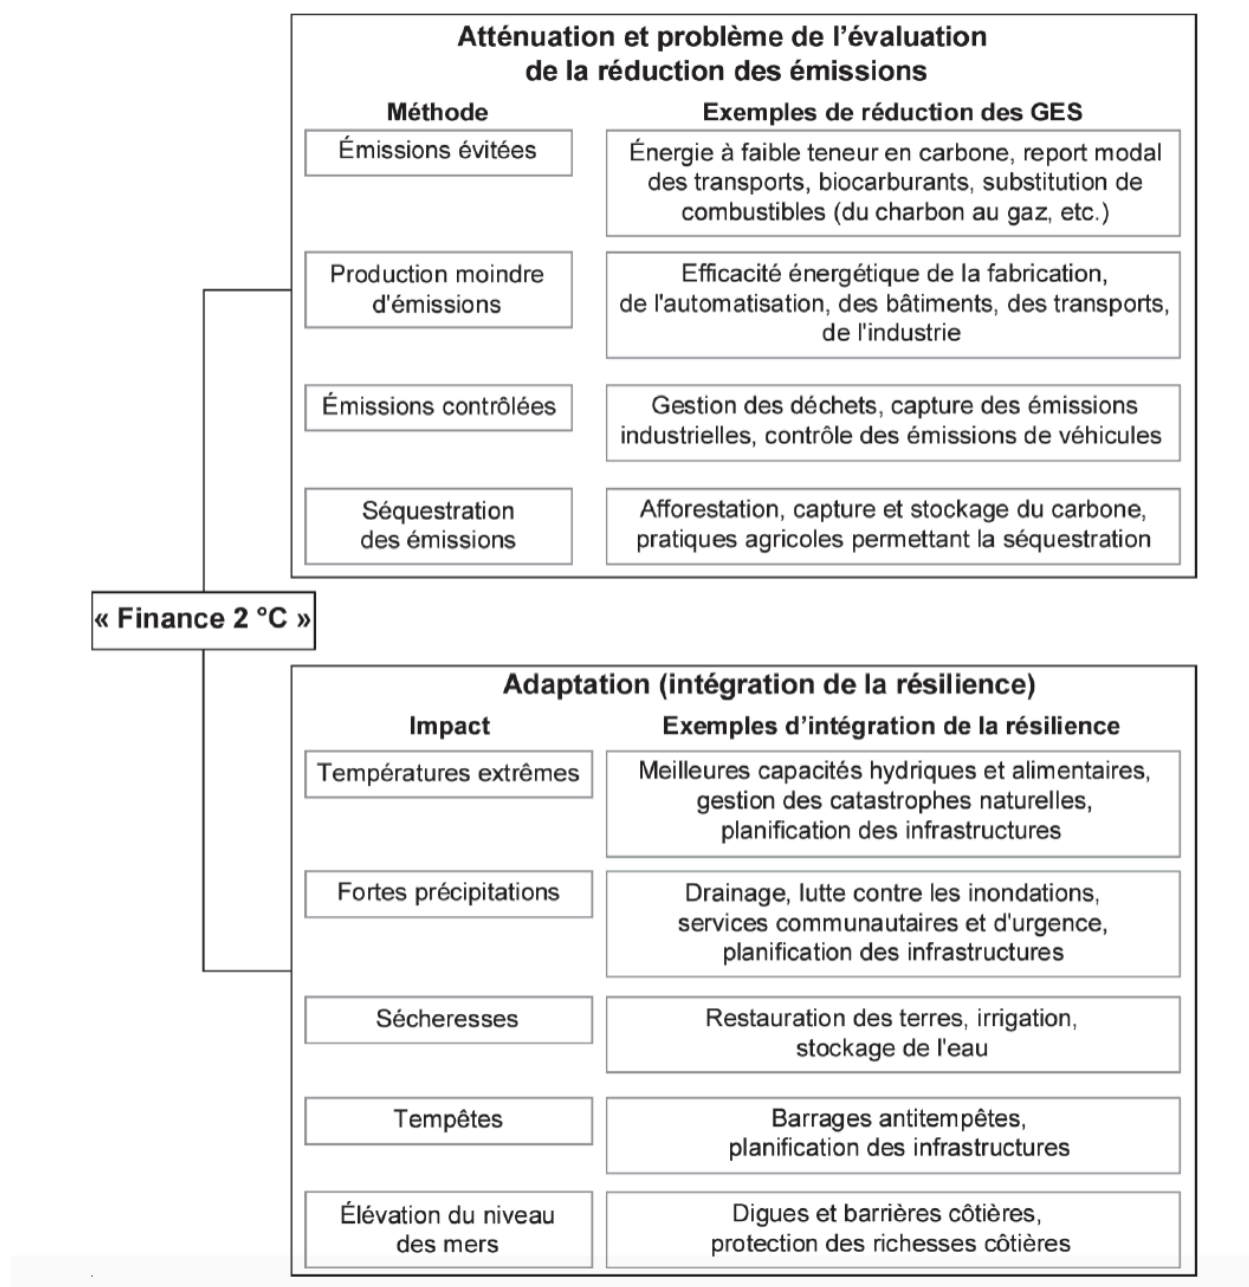 Atténuation et problème de l’évaluation
de la réduction des émissions
Méthode
Exemples de réduction des GES
Émissions évitées
Énergie à faible teneur en carbone, report modal
des transports, biocarburants, substitution de
combustibles (du charbon au gaz, etc.)
Production moindre
d'émissions
Efficacité énergétique de la fabrication,
de l'automatisation, des bâtiments, des transports,
de l'industrie
Émissions contrôlées
Gestion des déchets, capture des émissions
industrielles, contrôle des émissions de véhicules
Séquestration
des émissions
Afforestation, capture et stockage du carbone,
pratiques agricoles permettant la séquestration
« Finance 2 °C »
Adaptation (intégration de la résilience)
Impact
Exemples d’intégration de la résilience
Températures extrêmes
Meilleures capacités hydriques et alimentaires,
gestion des catastrophes naturelles,
planification des infrastructures
Fortes précipitations
Drainage, lutte contre les inondations,
services communautaires et d'urgence,
planification des infrastructures
Sécheresses
Restauration des terres, irrigation,
stockage de l'eau
Tempêtes
Barrages antitempêtes,
planification des infrastructures
Élévation du niveau
des mers
Digues et barrières côtières,
protection des richesses côtières